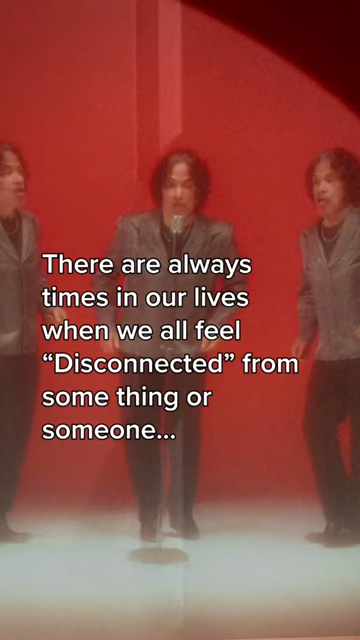 There are always
times in our lives
when we all feel
“Disconnected” from
some thing or
someone...